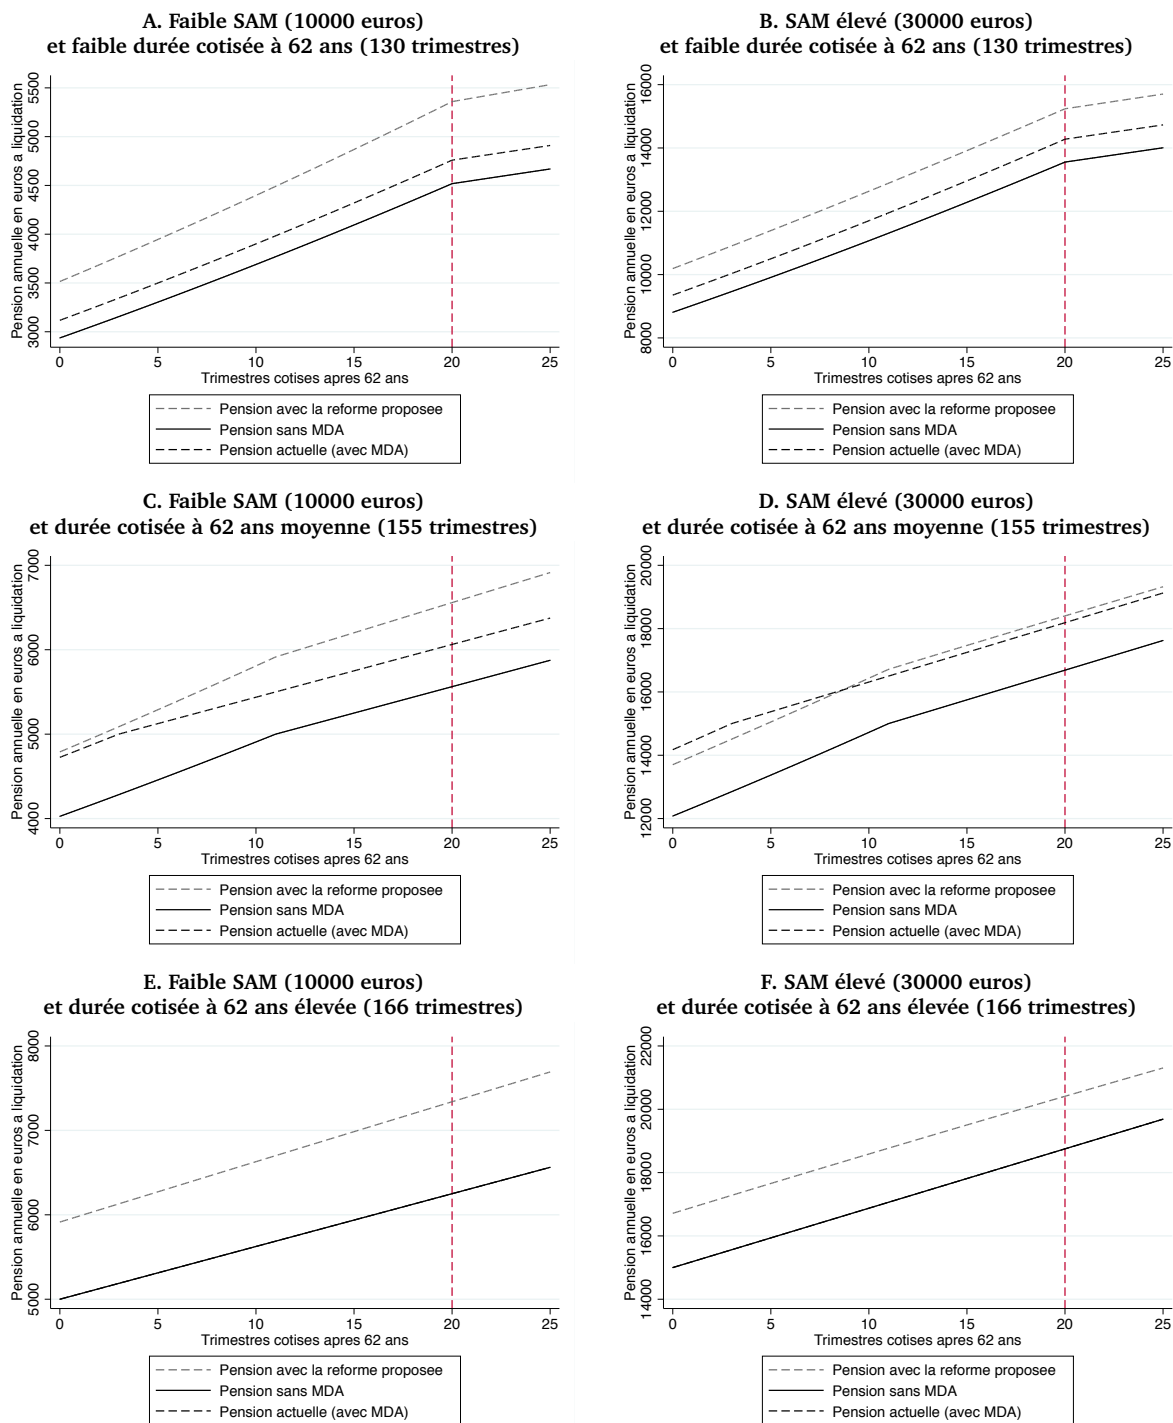 A. Faible SAM (10000 euros)
et faible durée cotisée à 62 ans (130 trimestres)
Pension annuelle en euros a liquidation
5500
5000
4500
4000
3500
3000
0 5 10 15 20 25
Trimestres cotises apres 62 ans
Pension avec la reforme proposee
Pension sans MDA
Pension actuelle (avec MDA)
B. SAM élevé (30000 euros)
et faible durée cotisée à 62 ans (130 trimestres)
Pension annuelle en euros a liquidation
16000
14000
12000
10000
8000
0 5 10 15 20 25
Trimestres cotises apres 62 ans
Pension avec la reforme proposee
Pension sans MDA
Pension actuelle (avec MDA)
C. Faible SAM (10000 euros)
et durée cotisée à 62 ans moyenne (155 trimestres)
Pension annuelle en euros a liquidation
7000
6000
5000
4000
0 5 10 15 20 25
Trimestres cotises apres 62 ans
Pension avec la reforme proposee
Pension sans MDA
Pension actuelle (avec MDA)
D. SAM élevé (30000 euros)
et durée cotisée à 62 ans moyenne (155 trimestres)
Pension annuelle en euros a liquidation
20000
18000
16000
14000
12000
0 5 10 15 20 25
Trimestres cotises apres 62 ans
Pension avec la reforme proposee
Pension sans MDA
Pension actuelle (avec MDA)
E. Faible SAM (10000 euros)
et durée cotisée à 62 ans élevée (166 trimestres)
Pension annuelle en euros a liquidation
8000
7000
6000
5000
0 5 10 15 20 25
Trimestres cotises apres 62 ans
Pension avec la reforme proposee
Pension sans MDA
Pension actuelle (avec MDA)
F. SAM élevé (30000 euros)
et durée cotisée à 62 ans élevée (166 trimestres)
Pension annuelle en euros a liquidation
22000
20000
18000
16000
14000
0 5 10 15 20 25
Trimestres cotises apres 62 ans
Pension avec la reforme proposee
Pension sans MDA
Pension actuelle (avec MDA)